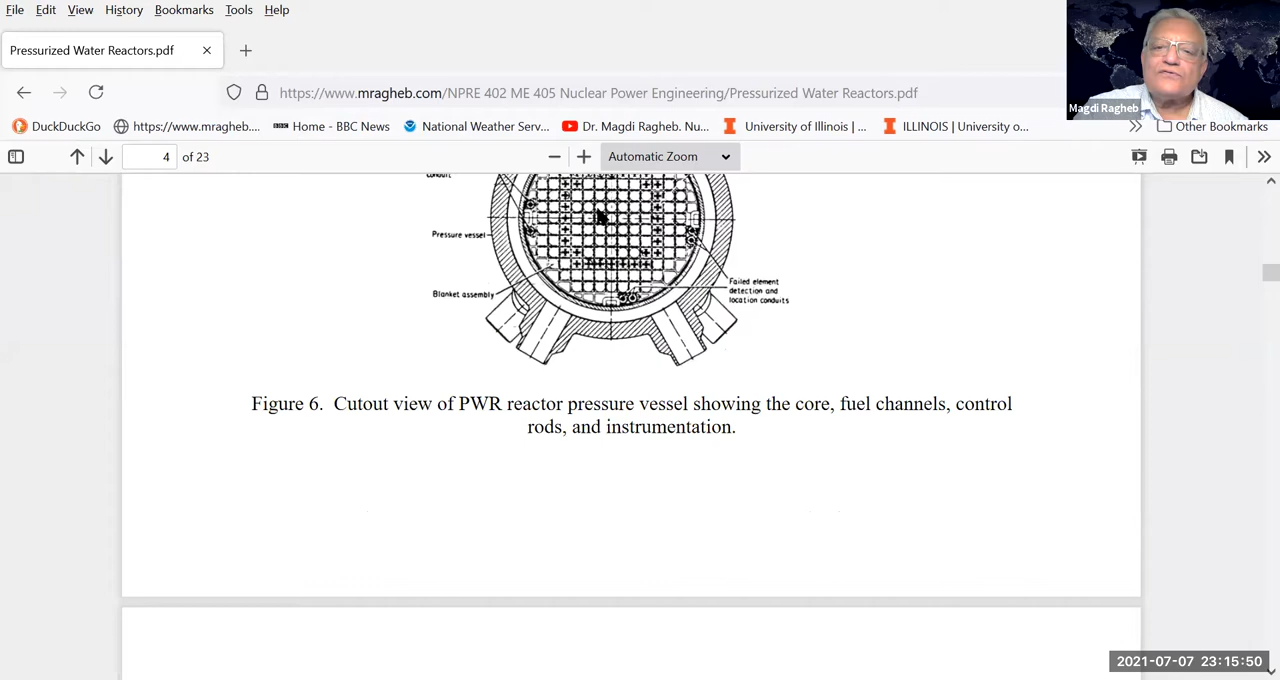 File Edit View History Bookmarks Tools Help
Pressurized Water Reactors.pdf
https://www.mragheb.com/NPRE 402 ME 405 Nuclear Power Engineering/Pressurized Water Reactors.pdf
Magdi Ragheb
DuckDuckGo https://www.mragheb.... BBC Home - BBC News National Weather Serv... Dr. Magdi Ragheb. Nu... University of Illinois | ... ILLINOIS | University o... Other Bookmarks
4 of 23 Automatic Zoom
conduit
Pressure vessel
Blanket assembly
Failed element
detection and
location conduits
Figure 6. Cutout view of PWR reactor pressure vessel showing the core, fuel channels, control
rods, and instrumentation.
2021-07-07 23:15:50